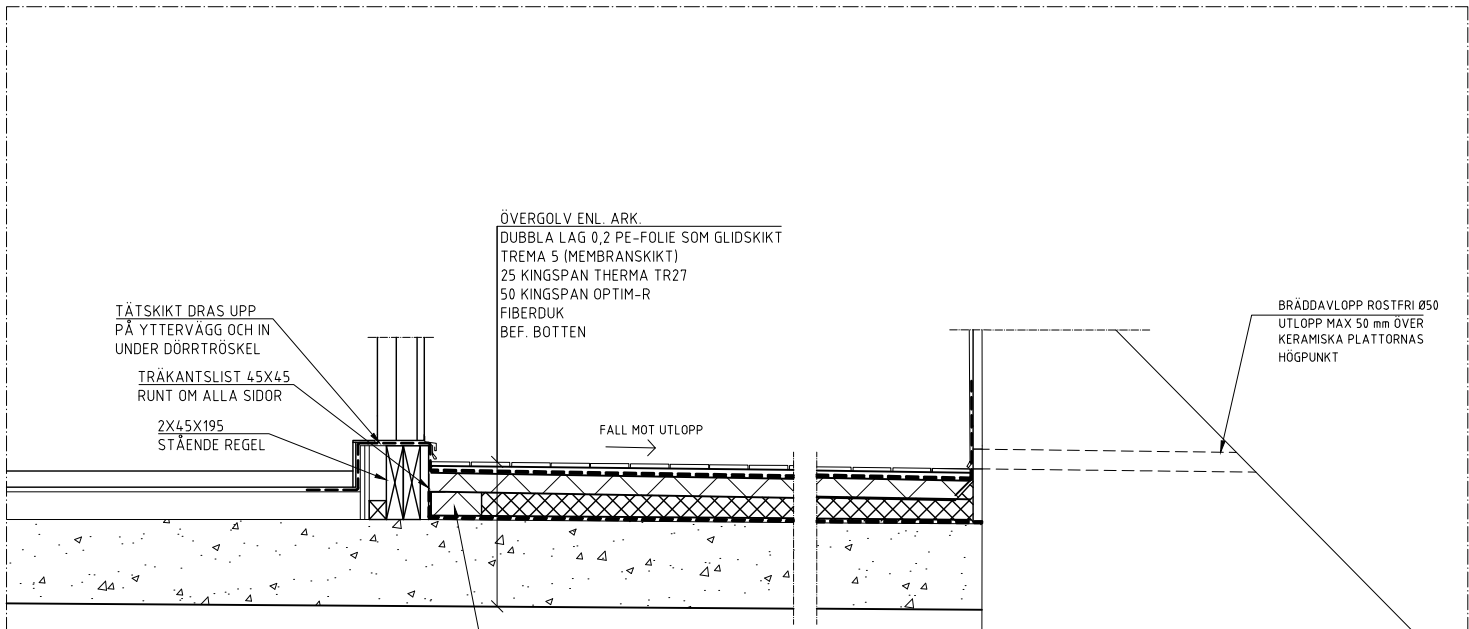 ÖVERGOLV ENL. ARK.
DUBBLA LAG 0,2 PE-FOLIE SOM GLIDSKIKT
TREMA 5 (MEMBRANSKIKT)
25 KINGSPAN THERMA TR27
50 KINGSPAN OPTIM-R
FIBERDUK
BEF. BOTTEN
TÄTSKIKT DRAS UPP
PÅ YTTERVÄGG OCH IN
UNDER DÖRRTRÖSKEL
TRÄKANTSLIST 45X45
RUNT OM ALLA SIDOR
2X45X195
STÅENDE REGEL
FALL MOT UTLOPP
BRÄDDAVLOPP ROSTFRI Ø50
UTLOPP MAX 50 mm ÖVER
KERAMISKA PLATTORNAS
HÖGPUNKT